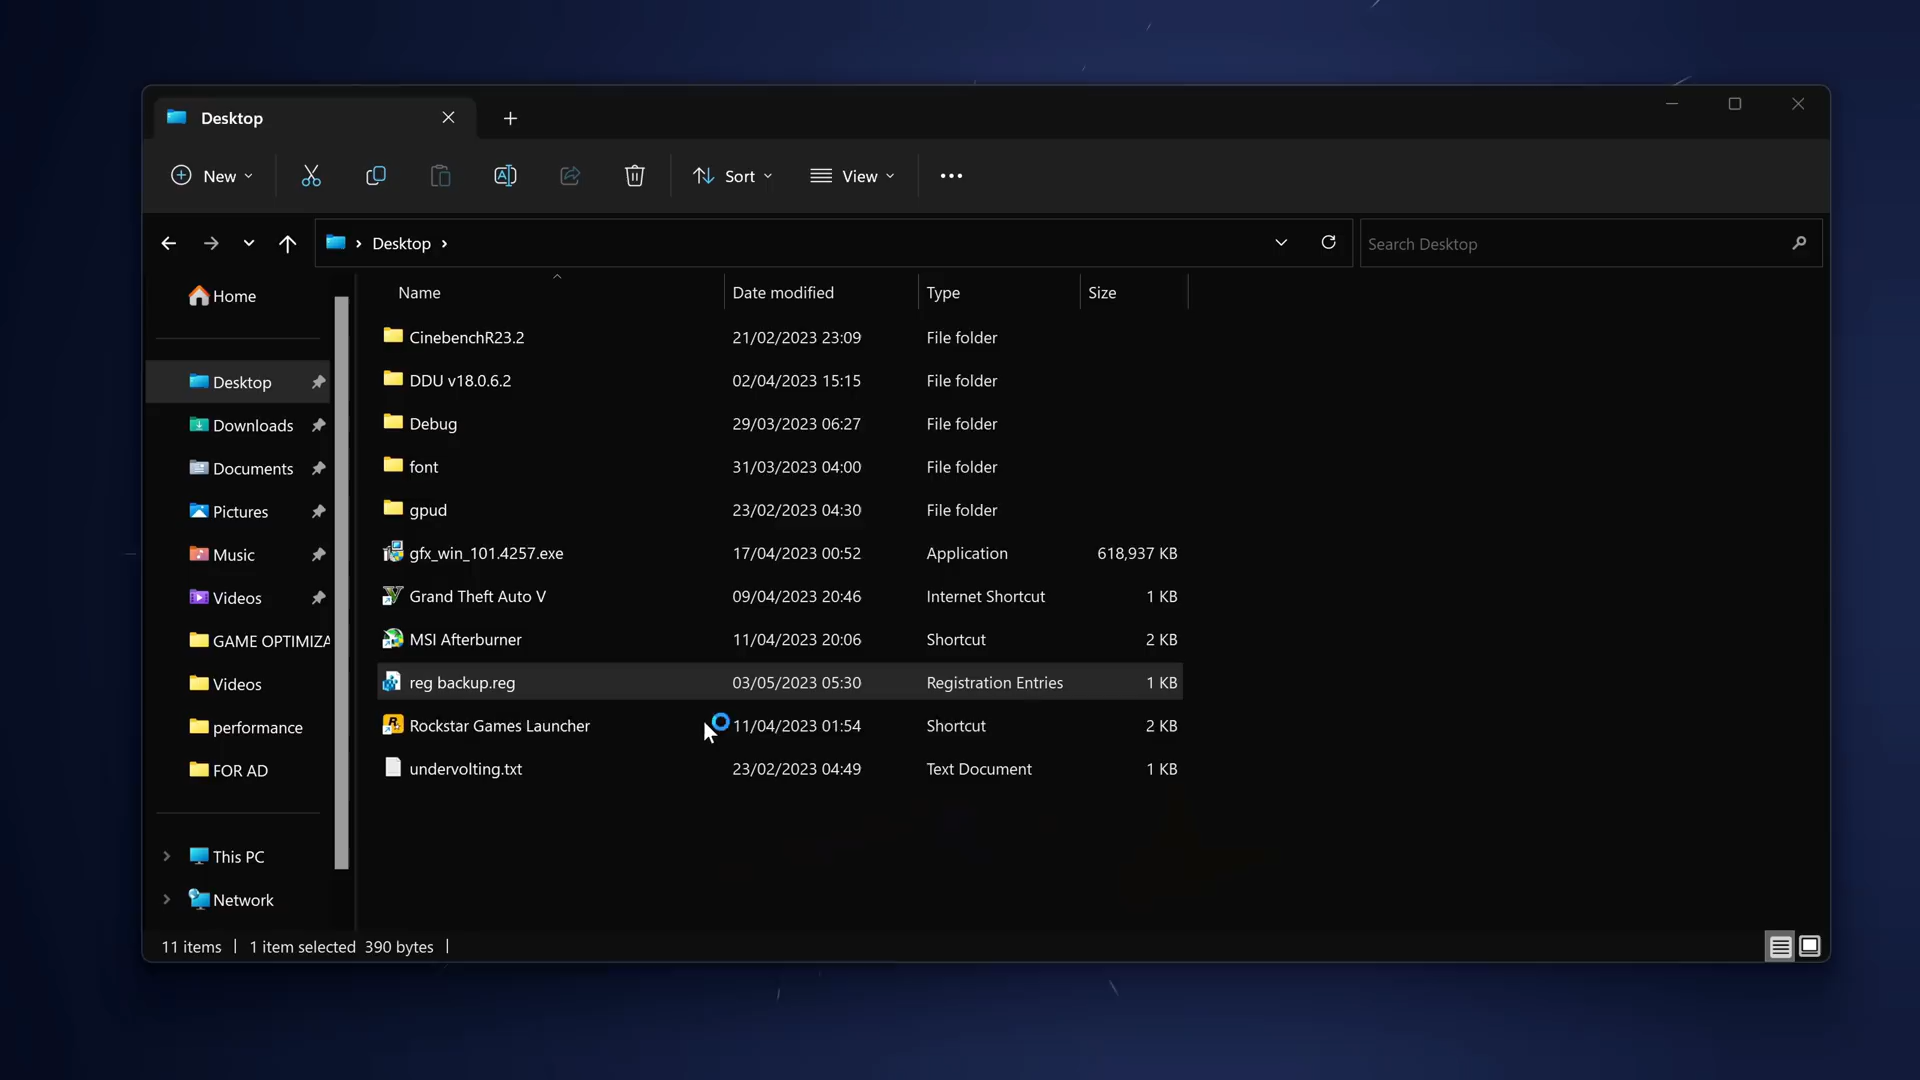 Desktop
New
Sort
View
Desktop
Search Desktop
Home
Desktop
Downloads
Documents
Pictures
Music
Videos
GAME OPTIMIZA
Videos
performance
FOR AD
This PC
Network
Name Date modified Type Size
CinebenchR23.2 21/02/2023 23:09 File folder
DDU v18.0.6.2 02/04/2023 15:15 File folder
Debug 29/03/2023 06:27 File folder
font 31/03/2023 04:00 File folder
gpud 23/02/2023 04:30 File folder
gfx_win_101.4257.exe 17/04/2023 00:52 Application 618,937 KB
Grand Theft Auto V 09/04/2023 20:46 Internet Shortcut 1 KB
MSI Afterburner 11/04/2023 20:06 Shortcut 2 KB
reg backup.reg 03/05/2023 05:30 Registration Entries 1 KB
Rockstar Games Launcher 11/04/2023 01:54 Shortcut 2 KB
undervolting.txt 23/02/2023 04:49 Text Document 1 KB
11 items 1 item selected 390 bytes